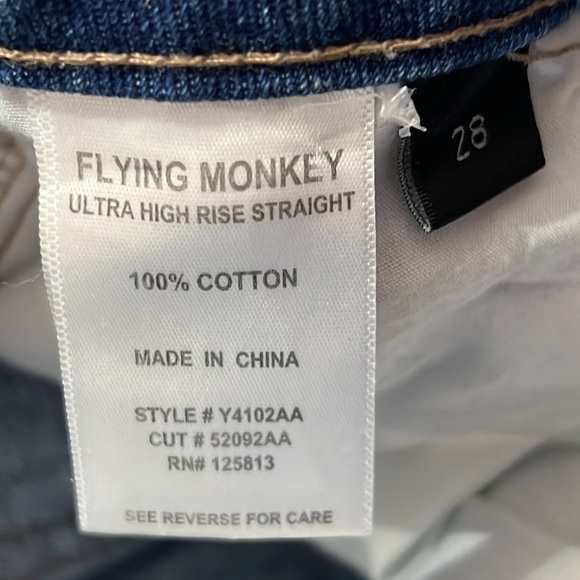 FLYING MONKEY
ULTRA HIGH RISE STRAIGHT
100% COTTON
MADE IN CHINA
STYLE # Y4102AA
CUT # 52092AA
RN# 125813
SEE REVERSE FOR CARE
28